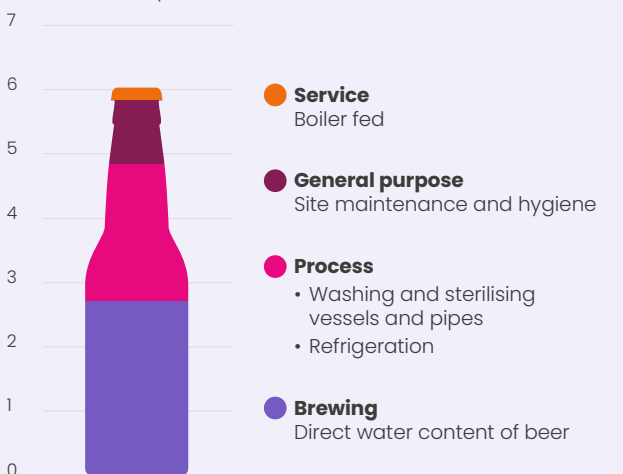 7
6
5
4
3
2
1
0
Service
Boiler fed
General purpose
Site maintenance and hygiene
Process
• Washing and sterilising
vessels and pipes
• Refrigeration
Brewing
Direct water content of beer